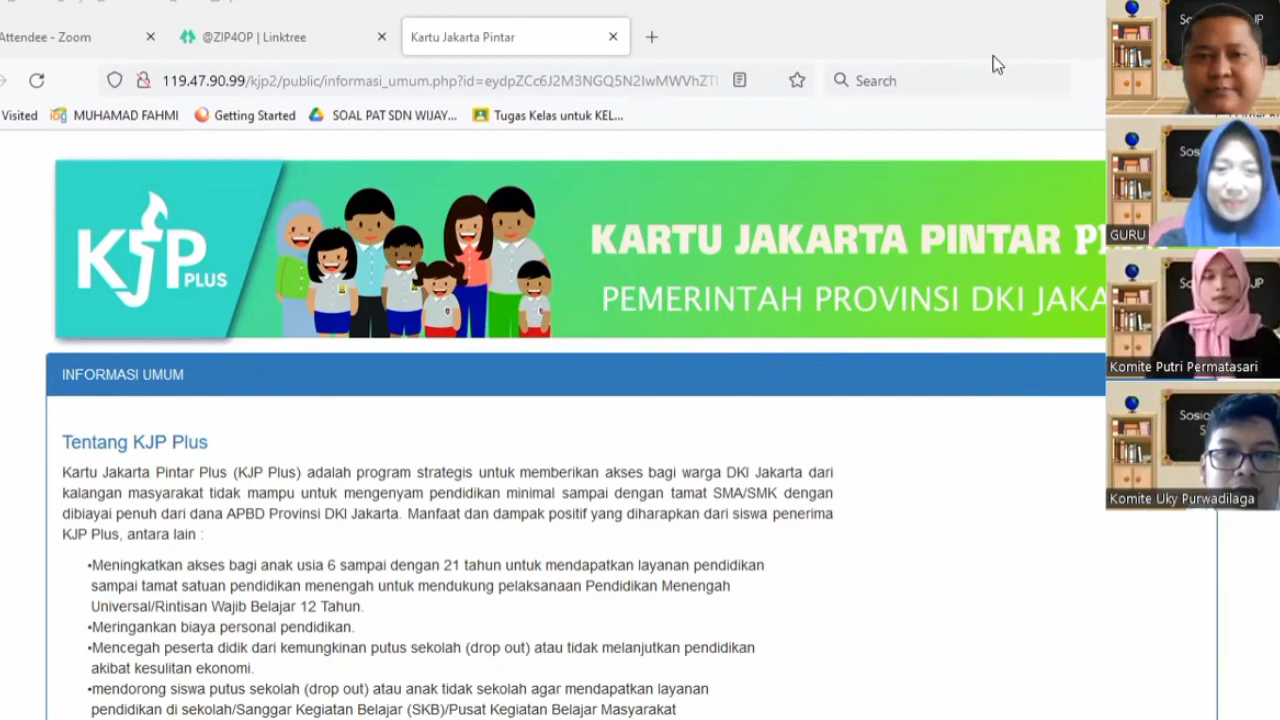 Attendee - Zoom
@ZIP4OP | Linktree
Kartu Jakarta Pintar
119.47.90.99/kjp2/public/informasi_umum.php?id=eydpZCc6J2M3NGQ5N2IwMWVhZTI
Search
Visited
MUHAMAD FAHMI
Getting Started
SOAL PAT SDN WIJAY...
Tugas Kelas untuk KEL...
KJP PLUS
KARTU JAKARTA PINTAR
PEMERINTAH PROVINSI DKI JAKA
INFORMASI UMUM
Tentang KJP Plus
Kartu Jakarta Pintar Plus (KJP Plus) adalah program strategis untuk memberikan akses bagi warga DKI Jakarta dari
kalangan masyarakat tidak mampu untuk mengenyam pendidikan minimal sampai dengan tamat SMA/SMK dengan
dibiayai penuh dari dana APBD Provinsi DKI Jakarta. Manfaat dan dampak positif yang diharapkan dari siswa penerima
KJP Plus, antara lain :
•Meningkatkan akses bagi anak usia 6 sampai dengan 21 tahun untuk mendapatkan layanan pendidikan
sampai tamat satuan pendidikan menengah untuk mendukung pelaksanaan Pendidikan Menengah
Universal/Rintisan Wajib Belajar 12 Tahun.
•Meringankan biaya personal pendidikan.
•Mencegah peserta didik dari kemungkinan putus sekolah (drop out) atau tidak melanjutkan pendidikan
akibat kesulitan ekonomi.
•mendorong siswa putus sekolah (drop out) atau anak tidak sekolah agar mendapatkan layanan
pendidikan di sekolah/Sanggar Kegiatan Belajar (SKB)/Pusat Kegiatan Belajar Masyarakat
GURU
Komite Putri Permatasari
Komite Uky Purwadilaga